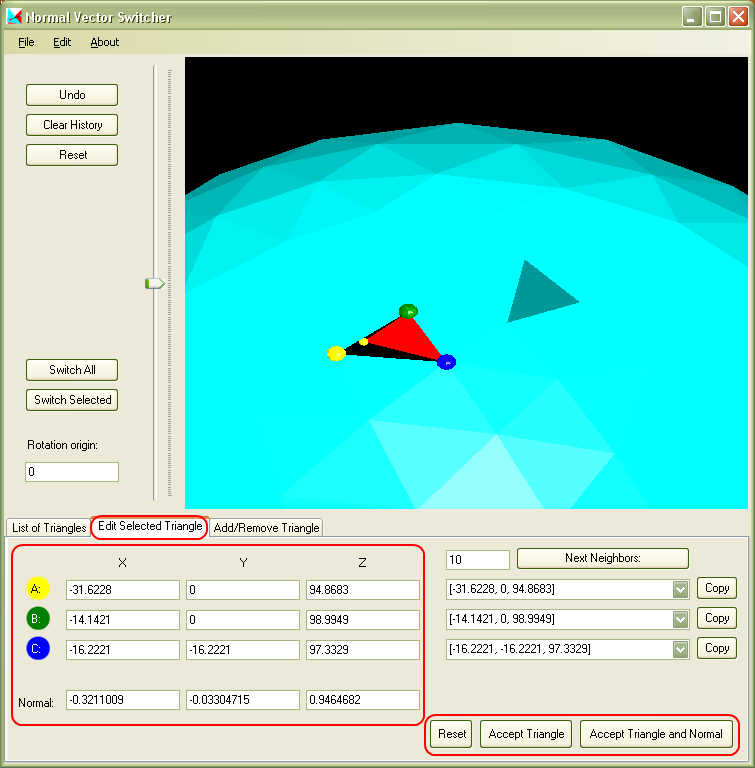 Normal Vector Switcher
File Edit About
Undo
Clear History
Reset
Switch All
Switch Selected
Rotation origin:
0
List of Triangles Edit Selected Triangle Add/Remove Triangle
X Y Z
A: -31.6228 0 94.8683
B: -14.1421 0 98.9949
C: -16.2221 -16.2221 97.3329
Normal: -0.3211009 -0.03304715 0.9464682
10 Next Neighbors:
[-31.6228, 0, 94.8683] Copy
[-14.1421, 0, 98.9949] Copy
[-16.2221, -16.2221, 97.3329] Copy
Reset Accept Triangle Accept Triangle and Normal